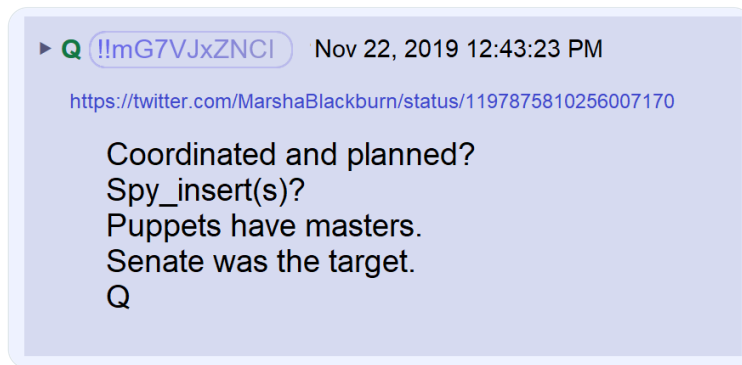 Q !!mG7VJxZNCI Nov 22, 2019 12:43:23 PM
https://twitter.com/MarshaBlackburn/status/1197875810256007170
Coordinated and planned?
Spy_insert(s)?
Puppets have masters.
Senate was the target.
Q